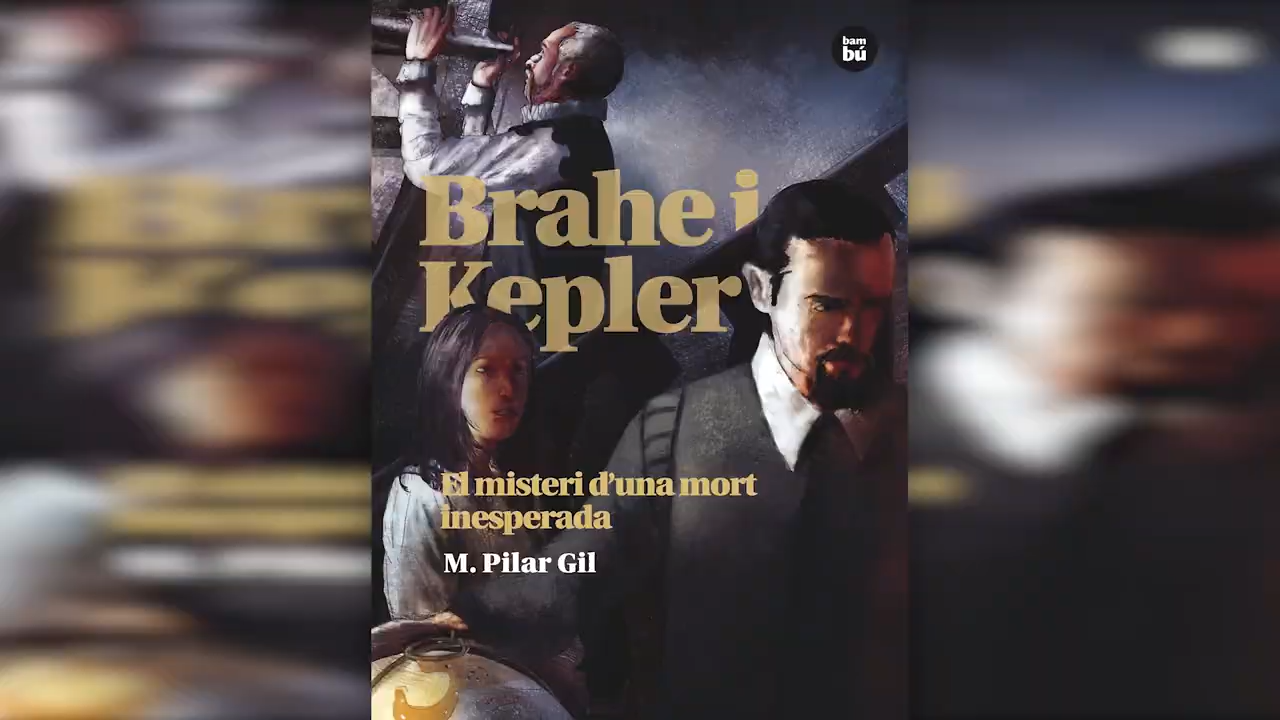 bam
bú
Brahe i
Kepler
El misteri d'una mort
inesperada
M. Pilar Gil